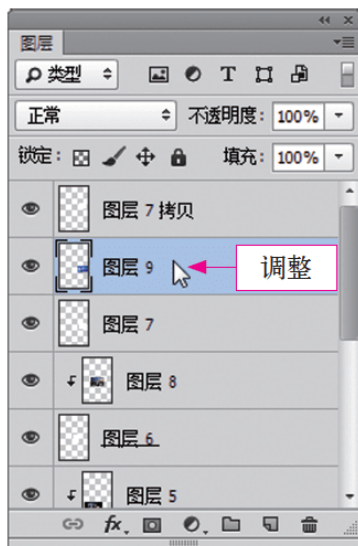 图层
类型
T
正常 不透明度: 100%
锁定: 填充: 100%
图层 7 拷贝
图层 9 调整
图层 7
图层 8
图层 6
图层 5
fx